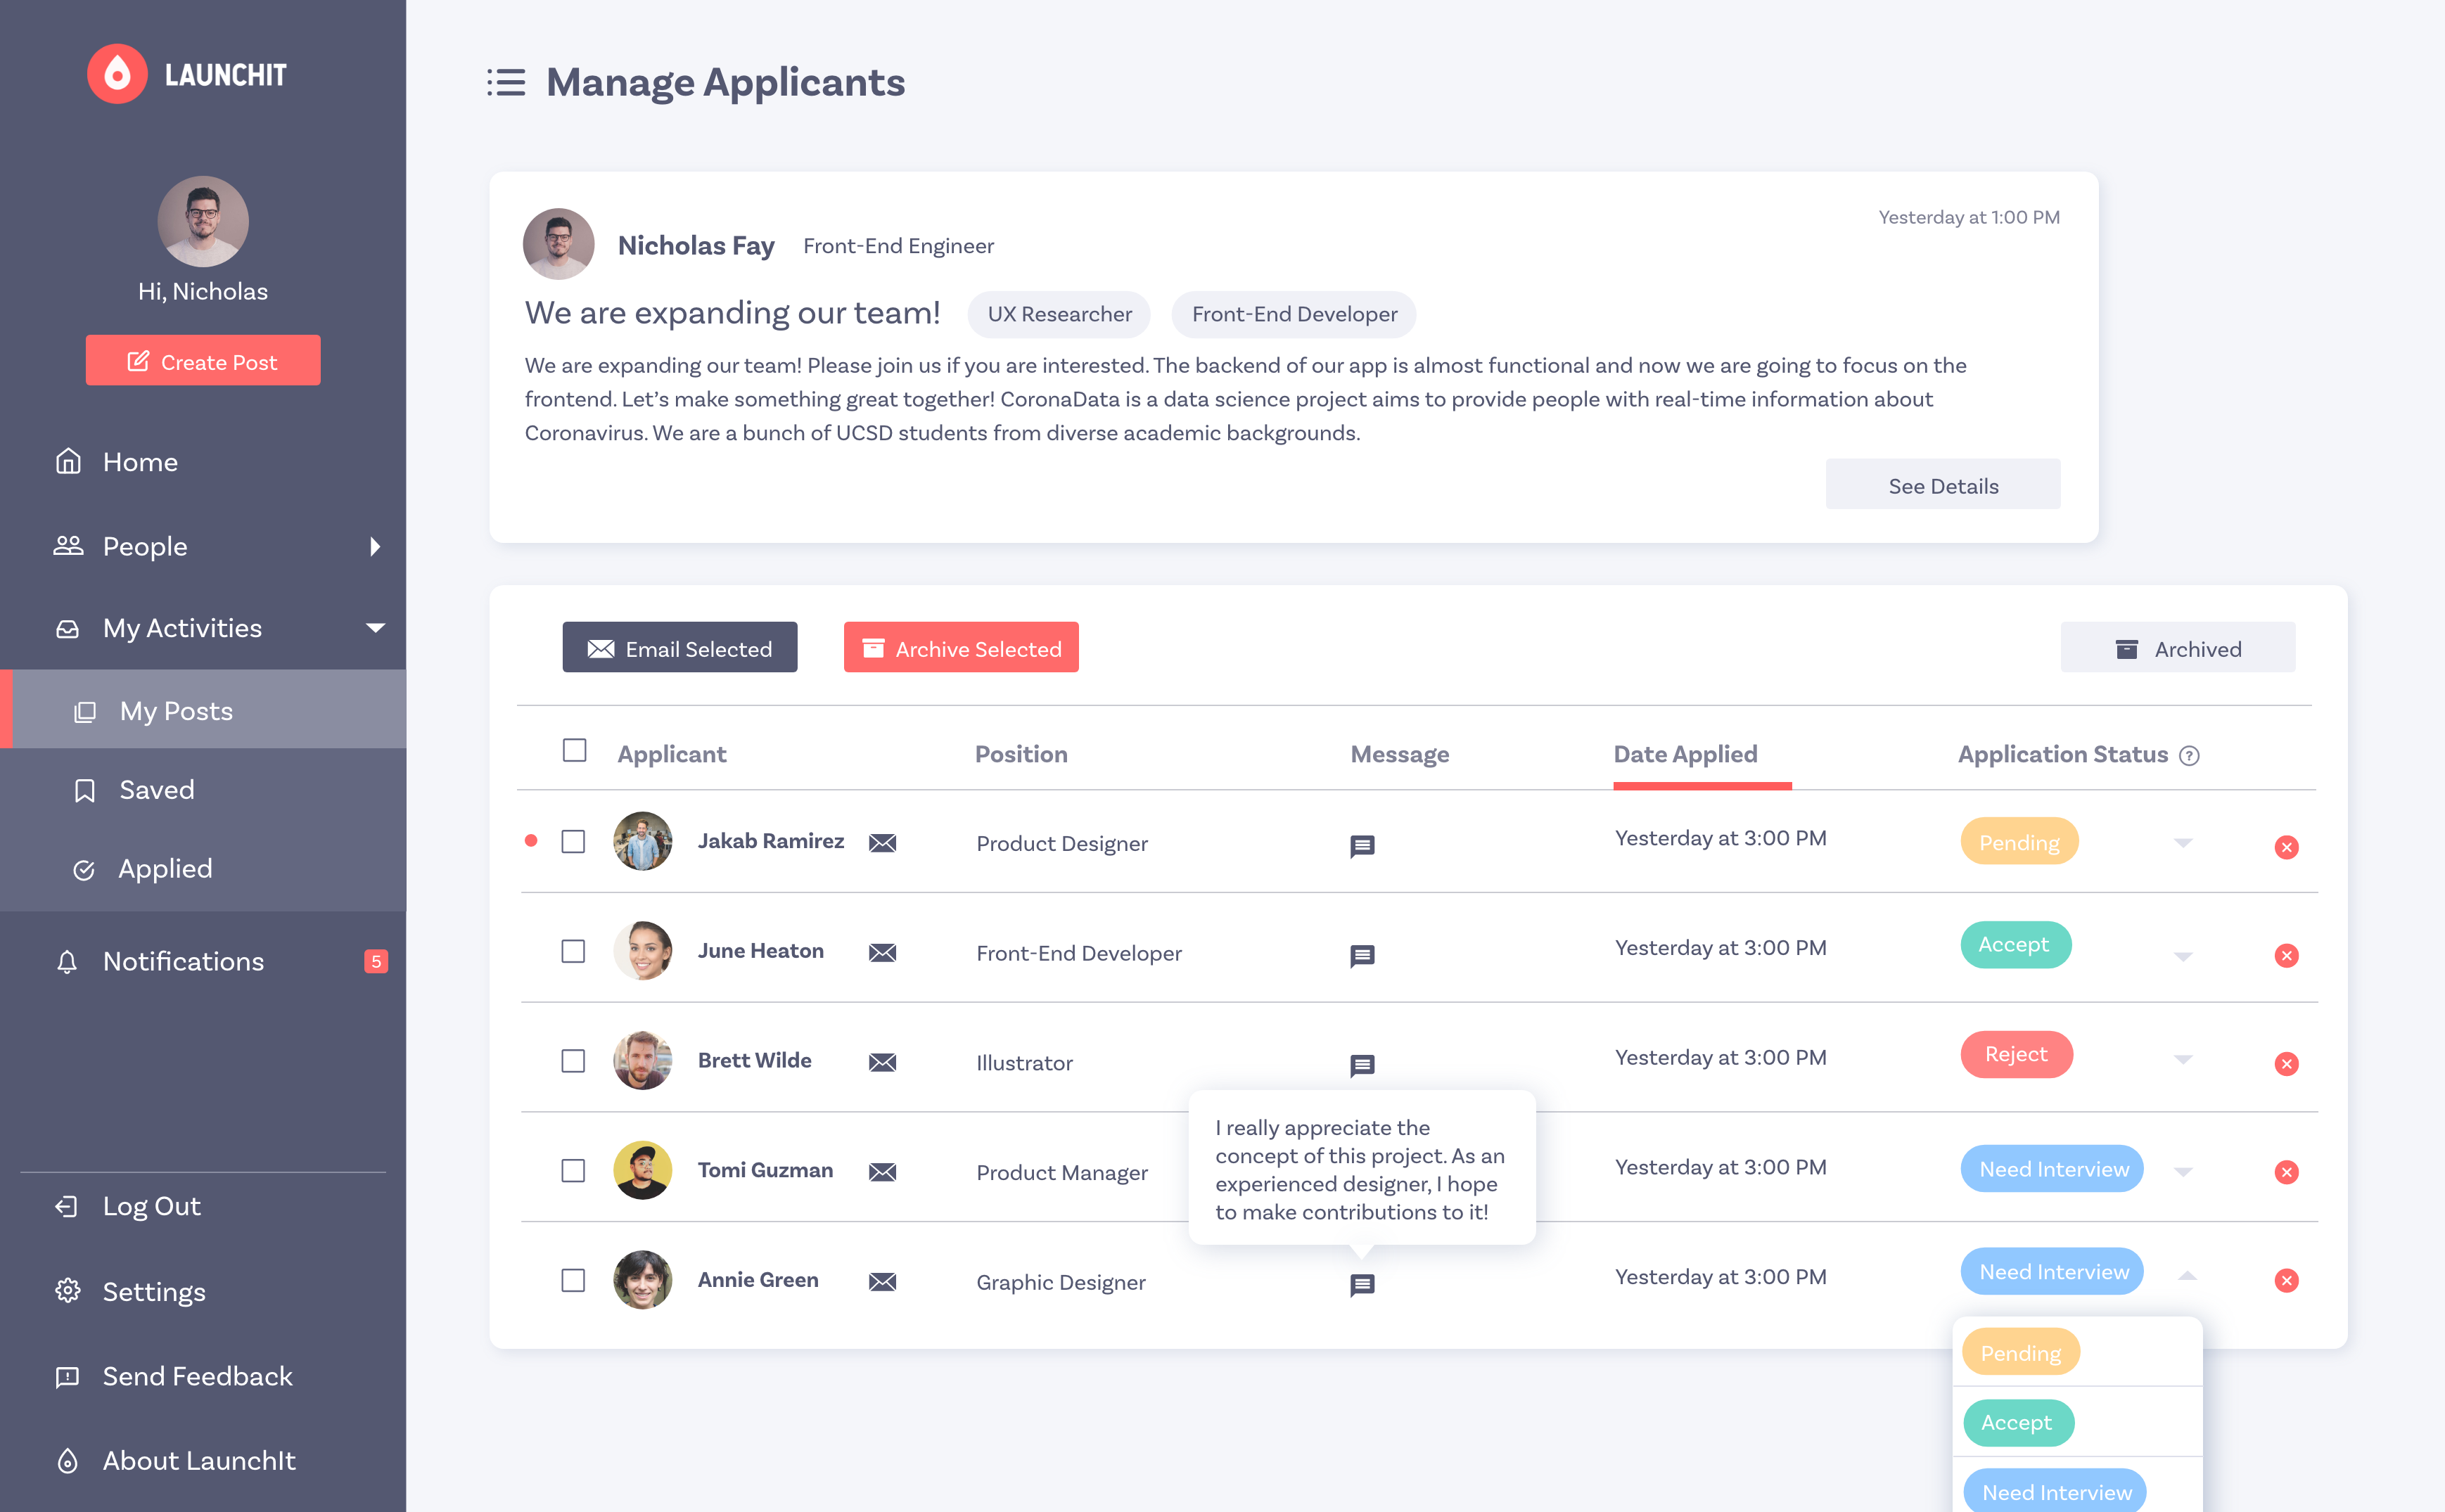 LAUNCHIT
Hi, Nicholas
Create Post
Home
People
My Activities
My Posts
Saved
Applied
Notifications 5
Log Out
Settings
Send Feedback
About LaunchIt
Manage Applicants
Yesterday at 1:00 PM
Nicholas Fay Front-End Engineer
We are expanding our team! UX Researcher Front-End Developer
We are expanding our team! Please join us if you are interested. The backend of our app is almost functional and now we are going to focus on the
frontend. Let’s make something great together! CoronaData is a data science project aims to provide people with real-time information about
Coronavirus. We are a bunch of UCSD students from diverse academic backgrounds.
See Details
Email Selected Archive Selected Archived
Applicant Position Message Date Applied Application Status ?
Jakab Ramirez Product Designer Yesterday at 3:00 PM Pending
June Heaton Front-End Developer Yesterday at 3:00 PM Accept
Brett Wilde Illustrator Yesterday at 3:00 PM Reject
Tomi Guzman Product Manager Yesterday at 3:00 PM Need Interview
I really appreciate the
concept of this project. As an
experienced designer, I hope
to make contributions to it!
Annie Green Graphic Designer Yesterday at 3:00 PM Need Interview
Pending
Accept
Need Interview